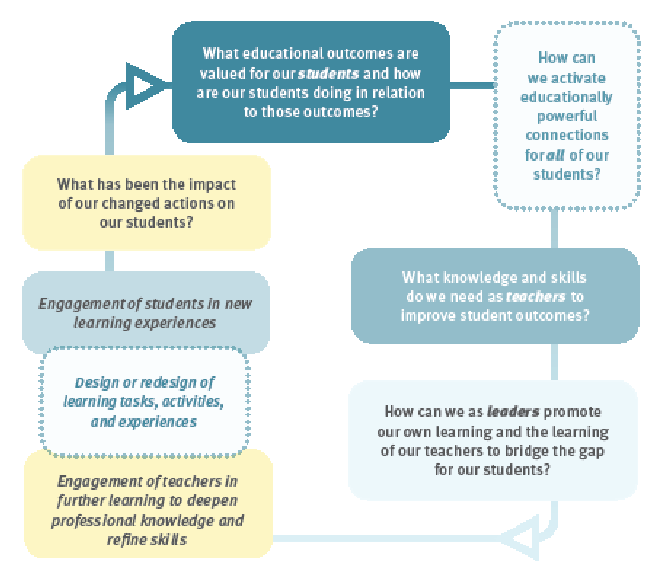 What educational outcomes are
valued for our students and how
are our students doing in relation
to those outcomes?
How can
we activate
educationally
powerful
connections
for all of our
students?
What knowledge and skills
do we need as teachers to
improve student outcomes?
How can we as leaders promote
our own learning and the learning
of our teachers to bridge the gap
for our students?
Engagement of teachers in
further learning to deepen
professional knowledge and
refine skills
Design or redesign of
learning tasks, activities,
and experiences
Engagement of students in new
learning experiences
What has been the impact
of our changed actions on
our students?